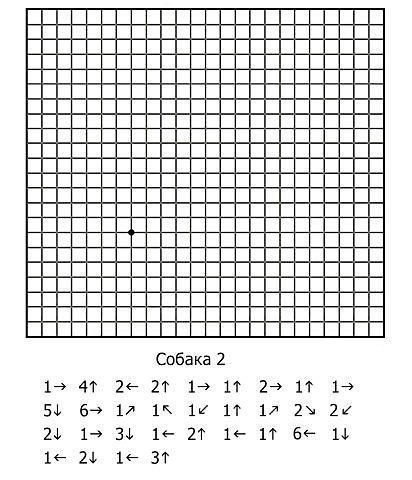 Собака 2
1→ 4↑ 2← 2↑ 1→ 1↑ 2→ 1↑ 1→
5↓ 6→ 1↗ 1↖ 1↙ 1↑ 1↗ 2↘ 2↙
2↓ 1→ 3↓ 1← 2↑ 1← 1↑ 6← 1↓
1← 2↓ 1← 3↑